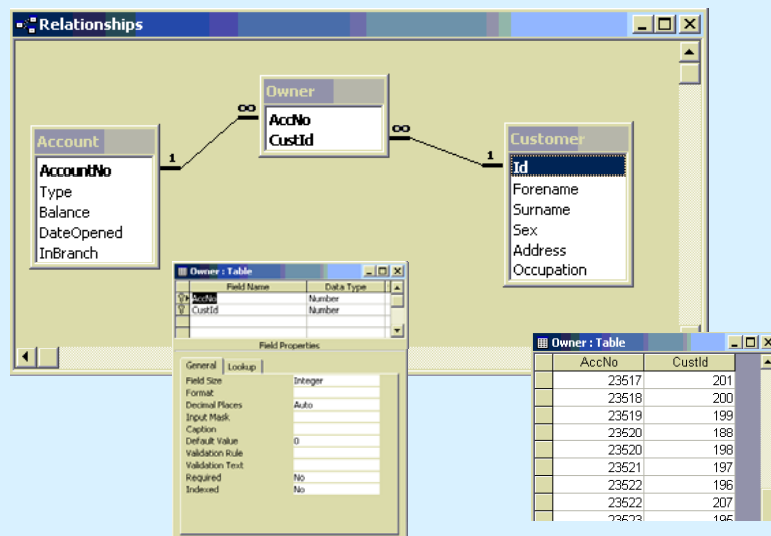 Relationships
Owner
AccNo
CustId
∞
∞
1
1
Account
AccountNo
Type
Balance
DateOpened
InBranch
Customer
Id
Forename
Surname
Sex
Address
Occupation
Owner : Table
Field Name Data Type
AccNo Number
CustId Number
Field Properties
General Lookup
Field Size Integer
Format
Decimal Places Auto
Input Mask
Caption
Default Value 0
Validation Rule
Validation Text
Required No
Indexed No
Owner : Table
AccNo CustId
23517 201
23518 200
23519 199
23520 188
23520 198
23521 197
23522 196
23522 207
23523 195